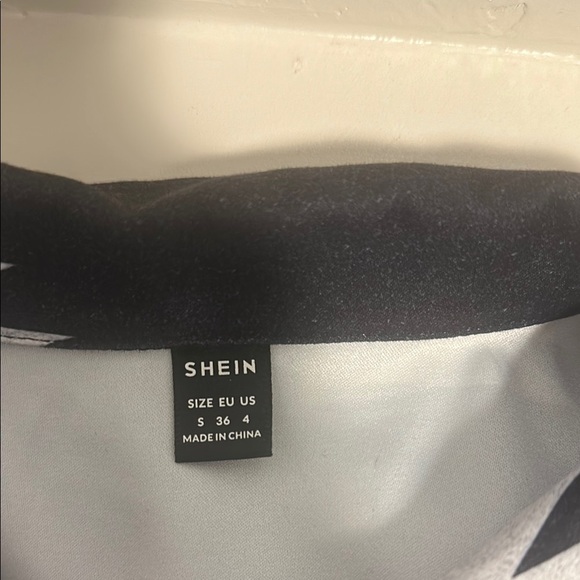 SHEIN
SIZE EU US
S 36 4
MADE IN CHINA